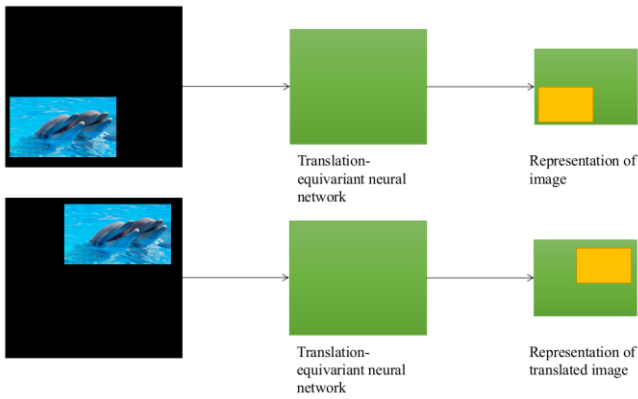 Translation-
equivariant neural
network
Representation of
image
Translation-
equivariant neural
network
Representation of
translated image